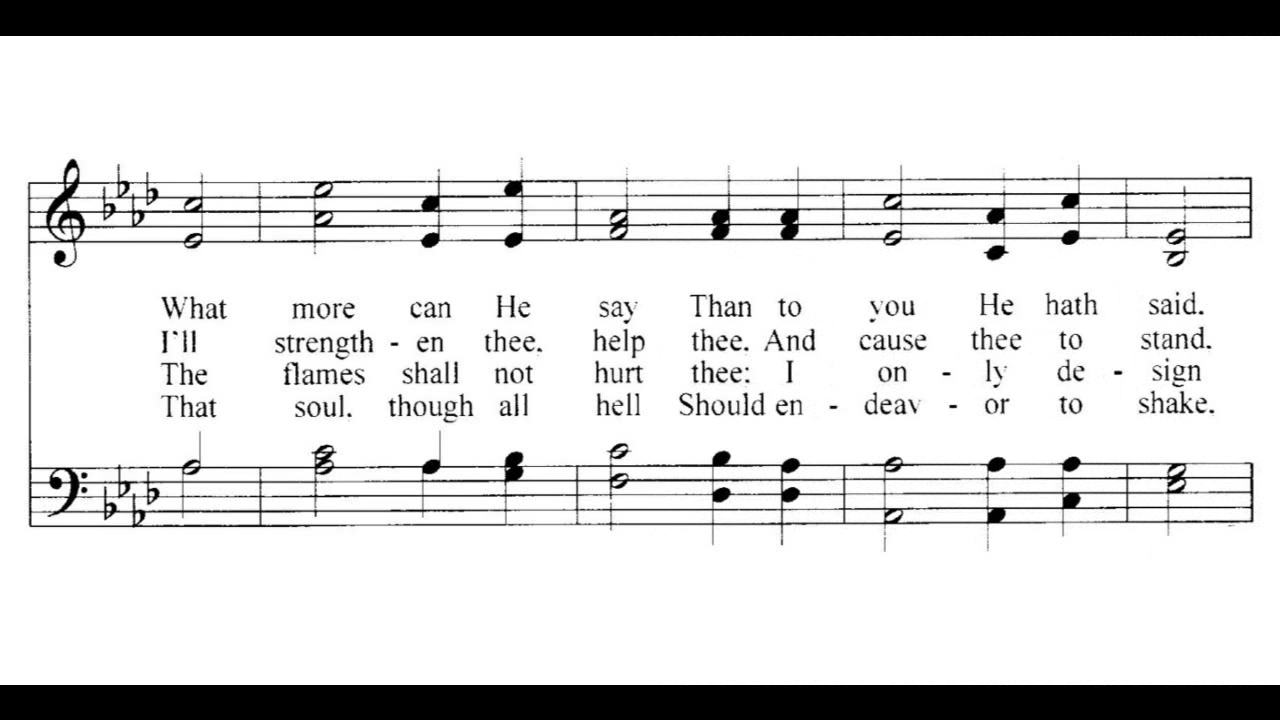 What more can He say Than to you He hath said.
I'll strength - en thee. help thee. And cause thee to stand.
The flames shall not hurt thee: I on - ly de - sign
That soul. though all hell Should en - deav - or to shake.